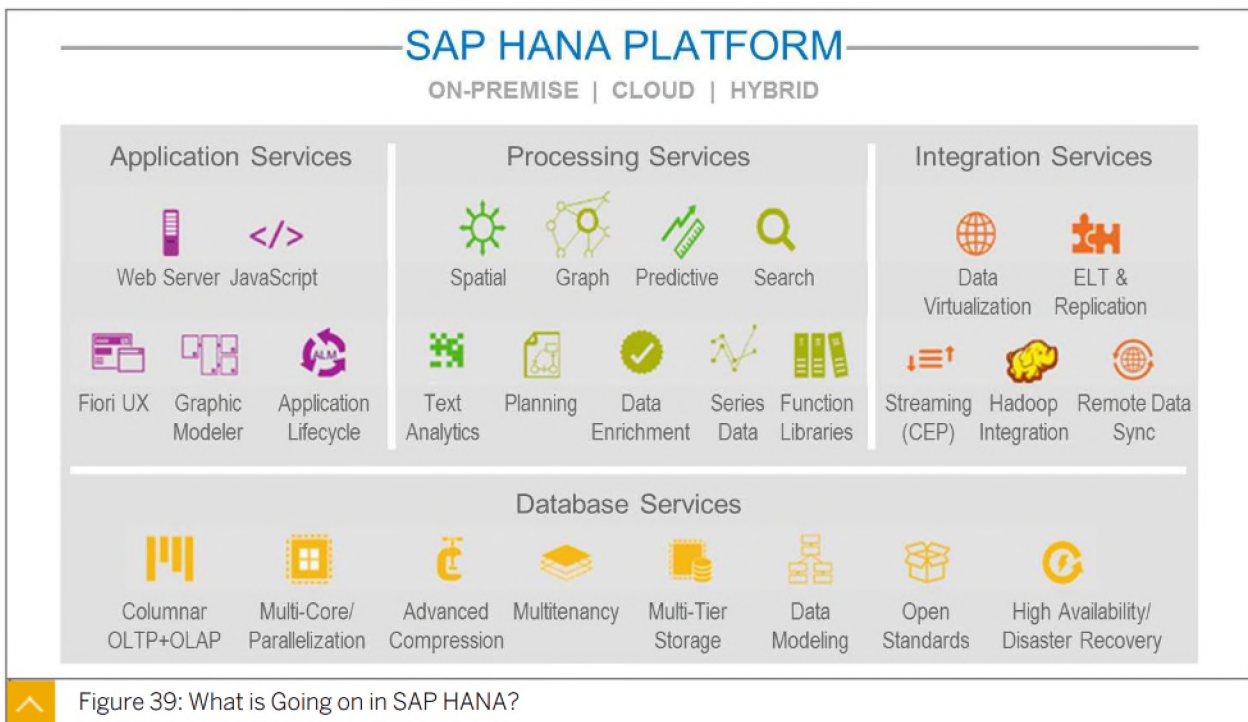 SAP HANA PLATFORM
ON-PREMISE | CLOUD | HYBRID
Application Services
Web Server JavaScript
</>
Fiori UX
Graphic
Modeler
ALM
Application
Lifecycle
Processing Services
Spatial
Graph
Predictive
Search
Text
Analytics
Planning
Data
Enrichment
Series
Data
Function
Libraries
Integration Services
Data
Virtualization
ELT &
Replication
Streaming
(CEP)
Hadoop
Integration
Remote Data
Sync
Database Services
Columnar
OLTP+OLAP
Multi-Core/
Parallelization
Advanced
Compression
Multitenancy
Multi-Tier
Storage
Data
Modeling
Open
Standards
High Availability/
Disaster Recovery
Figure 39: What is Going on in SAP HANA?